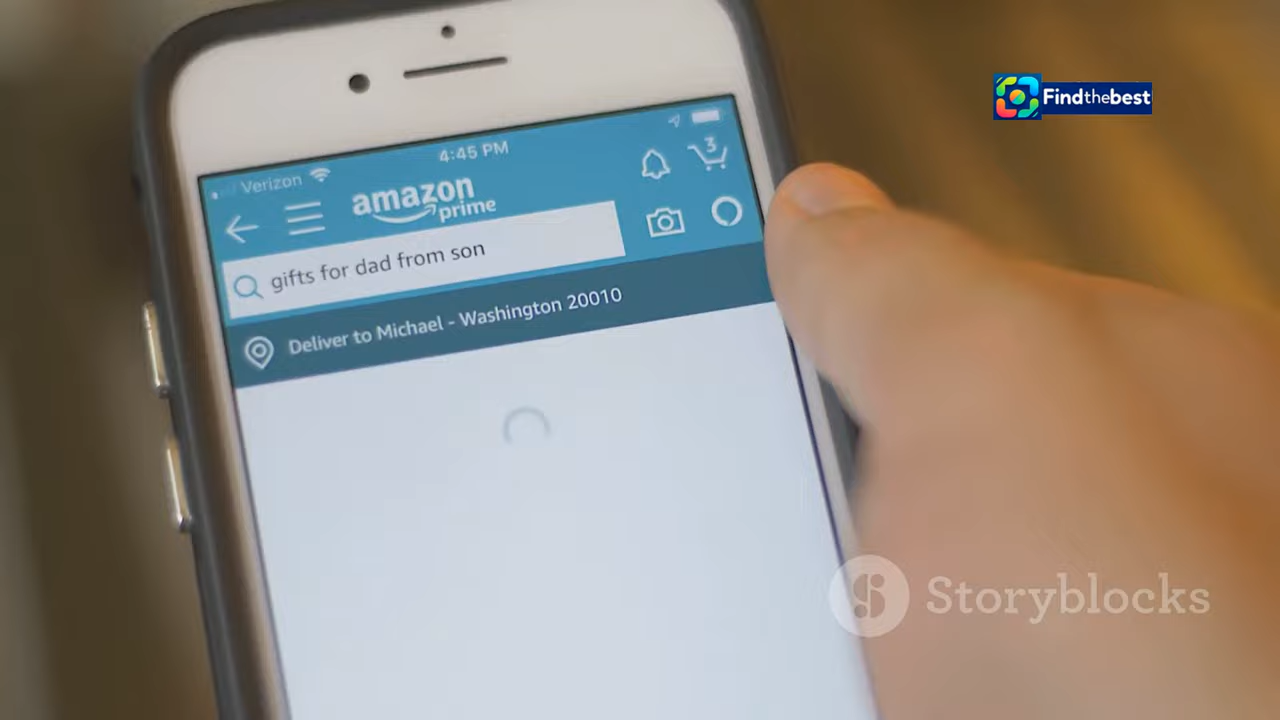 Findthebest
Verizon
4:45 PM
3
amazon
prime
gifts for dad from son
Deliver to Michael - Washington 20010
Storyblocks